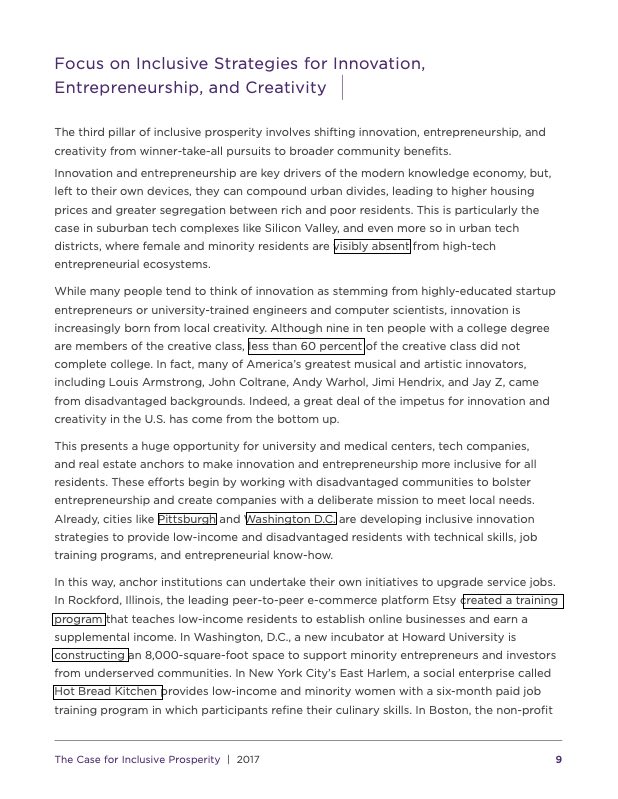 Focus on Inclusive Strategies for Innovation,
Entrepreneurship, and Creativity
The third pillar of inclusive prosperity involves shifting innovation, entrepreneurship, and
creativity from winner-take-all pursuits to broader community benefits.
Innovation and entrepreneurship are key drivers of the modern knowledge economy, but,
left to their own devices, they can compound urban divides, leading to higher housing
prices and greater segregation between rich and poor residents. This is particularly the
case in suburban tech complexes like Silicon Valley, and even more so in urban tech
districts, where female and minority residents are visibly absent from high-tech
entrepreneurial ecosystems.
While many people tend to think of innovation as stemming from highly-educated startup
entrepreneurs or university-trained engineers and computer scientists, innovation is
increasingly born from local creativity. Although nine in ten people with a college degree
are members of the creative class, less than 60 percent of the creative class did not
complete college. In fact, many of America's greatest musical and artistic innovators,
including Louis Armstrong, John Coltrane, Andy Warhol, Jimi Hendrix, and Jay Z, came
from disadvantaged backgrounds. Indeed, a great deal of the impetus for innovation and
creativity in the U.S. has come from the bottom up.
This presents a huge opportunity for university and medical centers, tech companies,
and real estate anchors to make innovation and entrepreneurship more inclusive for all
residents. These efforts begin by working with disadvantaged communities to bolster
entrepreneurship and create companies with a deliberate mission to meet local needs.
Already, cities like Pittsburgh and Washington D.C. are developing inclusive innovation
strategies to provide low-income and disadvantaged residents with technical skills, job
training programs, and entrepreneurial know-how.
In this way, anchor institutions can undertake their own initiatives to upgrade service jobs.
In Rockford, Illinois, the leading peer-to-peer e-commerce platform Etsy created a training
program that teaches low-income residents to establish online businesses and earn a
supplemental income. In Washington, D.C., a new incubator at Howard University is
constructing an 8,000-square-foot space to support minority entrepreneurs and investors
from underserved communities. In New York City's East Harlem, a social enterprise called
Hot Bread Kitchen provides low-income and minority women with a six-month paid job
training program in which participants refine their culinary skills. In Boston, the non-profit
The Case for Inclusive Prosperity | 2017 9